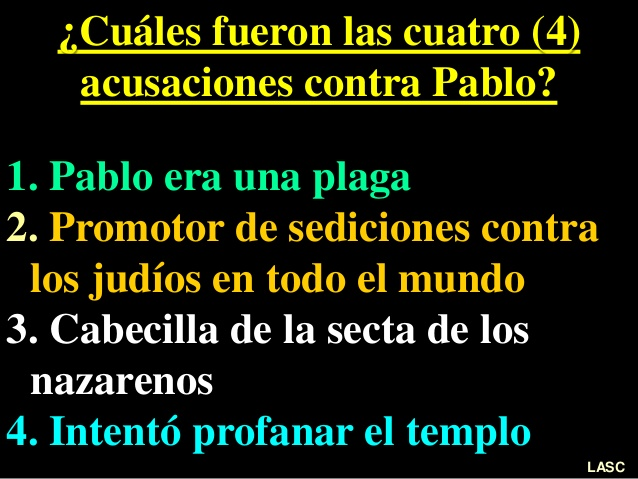 ¿Cuáles fueron las cuatro (4)
acusaciones contra Pablo?
1. Pablo era una plaga
2. Promotor de sediciones contra
los judíos en todo el mundo
3. Cabecilla de la secta de los
nazarenos
4. Intentó profanar el templo
LASC